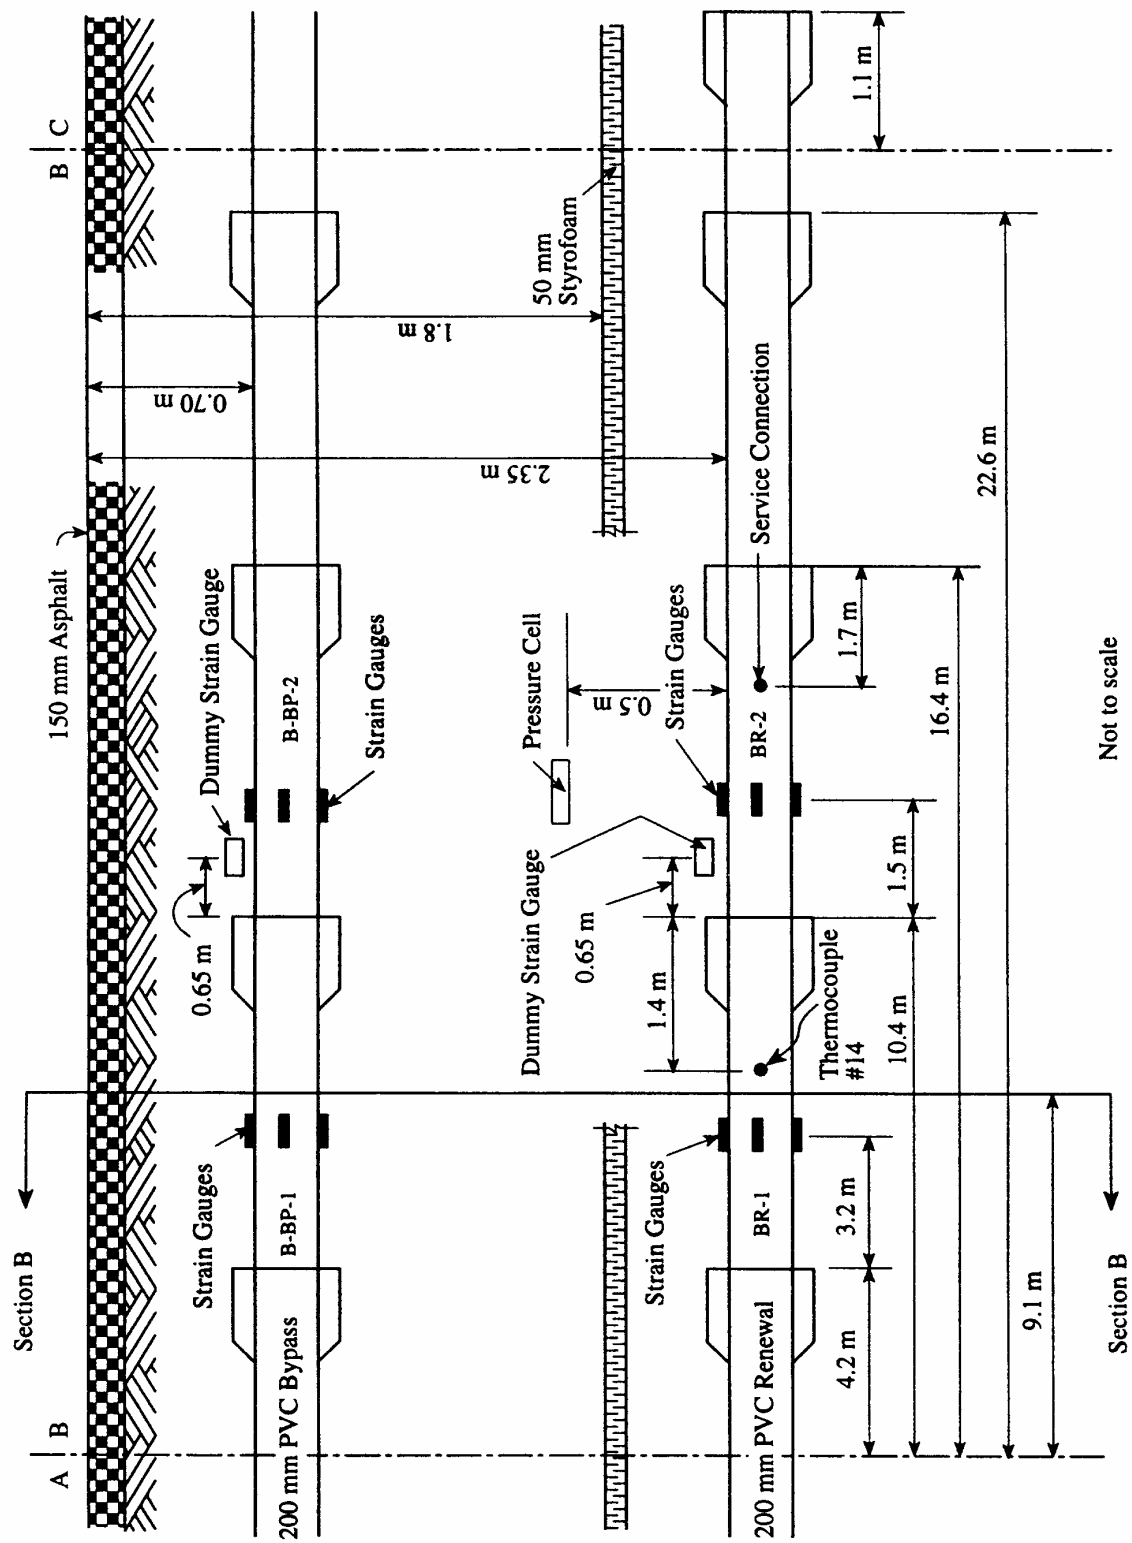 Section B
A
B
B
C
150 mm Asphalt
0.65 m
Dummy Strain Gauge
0.70 m
1.8 m
2.35 m
50 mm
Styrofoam
200 mm PVC Bypass
B-BP-1
B-BP-2
Strain Gauges
Strain Gauges
Pressure Cell
0.5 m
Dummy Strain Gauge
0.65 m
1.4 m
Strain Gauges
Strain Gauges
Service Connection
200 mm PVC Renewal
BR-1
BR-2
Thermocouple
#14
4.2 m
3.2 m
1.5 m
1.7 m
1.1 m
10.4 m
16.4 m
22.6 m
9.1 m
Section B
Not to scale